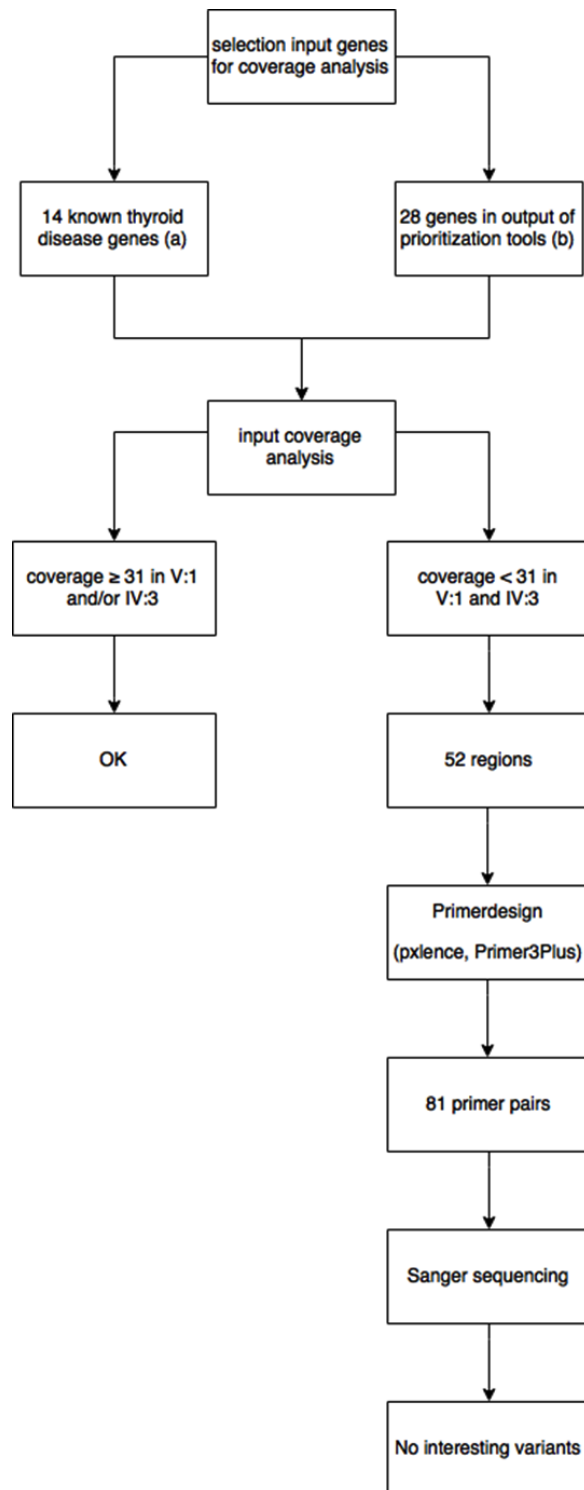 selection input genes
for coverage analysis
14 known thyroid
disease genes (a)
28 genes in output of
prioritization tools (b)
input coverage
analysis
coverage ≥ 31 in V:1
and/or IV:3
coverage < 31 in
V:1 and IV:3
OK
52 regions
Primerdesign
(pxlence, Primer3Plus)
81 primer pairs
Sanger sequencing
No interesting variants